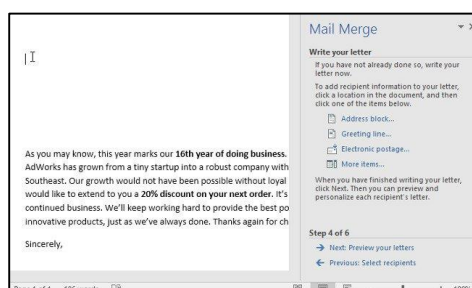 Mail Merge
Write your letter
If you have not already done so, write your
letter now.
To add recipient information to your letter,
click a location in the document, and then
click one of the items below.
Address block...
Greeting line...
Electronic postage...
More items...
When you have finished writing your letter,
click Next. Then you can preview and
personalize each recipient's letter.
Step 4 of 6
Next: Preview your letters
Previous: Select recipients
As you may know, this year marks our 16th year of doing business.
AdWorks has grown from a tiny startup into a robust company with
Southeast. Our growth would not have been possible without loyal
would like to extend to you a 20% discount on your next order. It's
continued business. We'll keep working hard to provide the best po
innovative products, just as we've always done. Thanks again for ch
Sincerely,